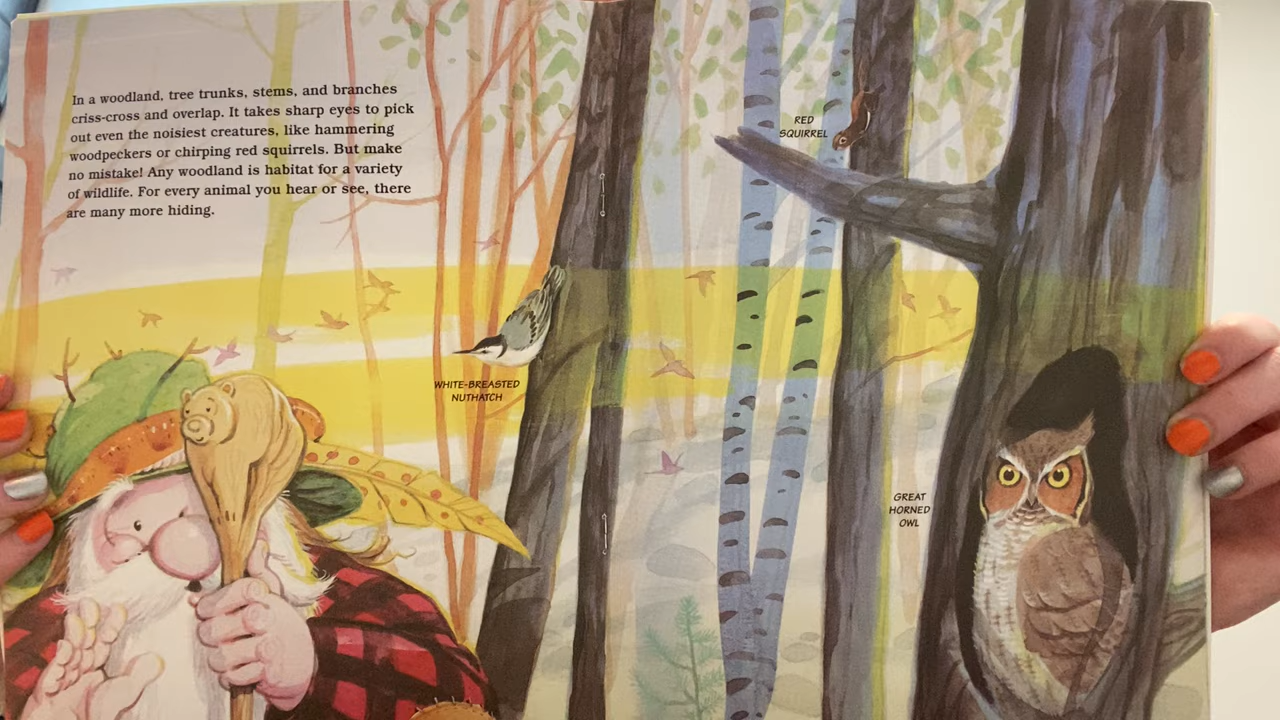 In a woodland, tree trunks, stems, and branches
criss-cross and overlap. It takes sharp eyes to pick
out even the noisiest creatures, like hammering
woodpeckers or chirping red squirrels. But make
no mistake! Any woodland is habitat for a variety
of wildlife. For every animal you hear or see, there
are many more hiding.
RED
SQUIRREL
WHITE-BREASTED
NUTHATCH
GREAT
HORNED
OWL